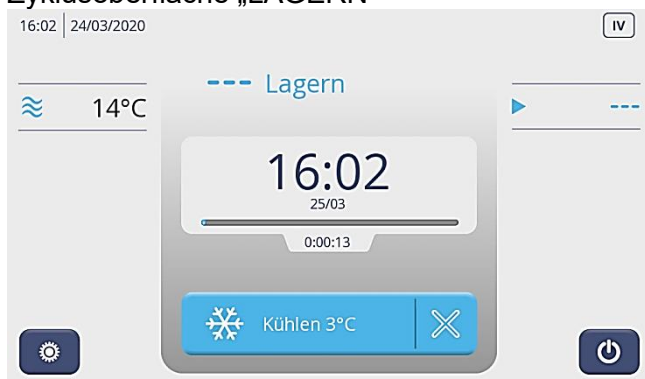 Zyklusoberfläche „LAGERN“
16:02 24/03/2020
IV
--- Lagern
14°C
---
16:02
25/03
0:00:13
Kühlen 3°C